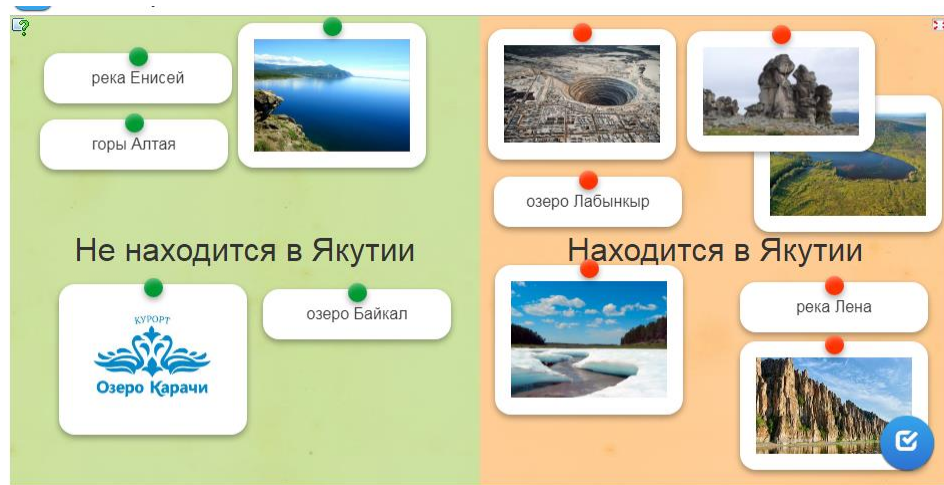 река Енисей
горы Алтая
озеро Лабынкыр
Не находится в Якутии
Находится в Якутии
КУРОРТ
Озеро Карачи
озеро Байкал
река Лена